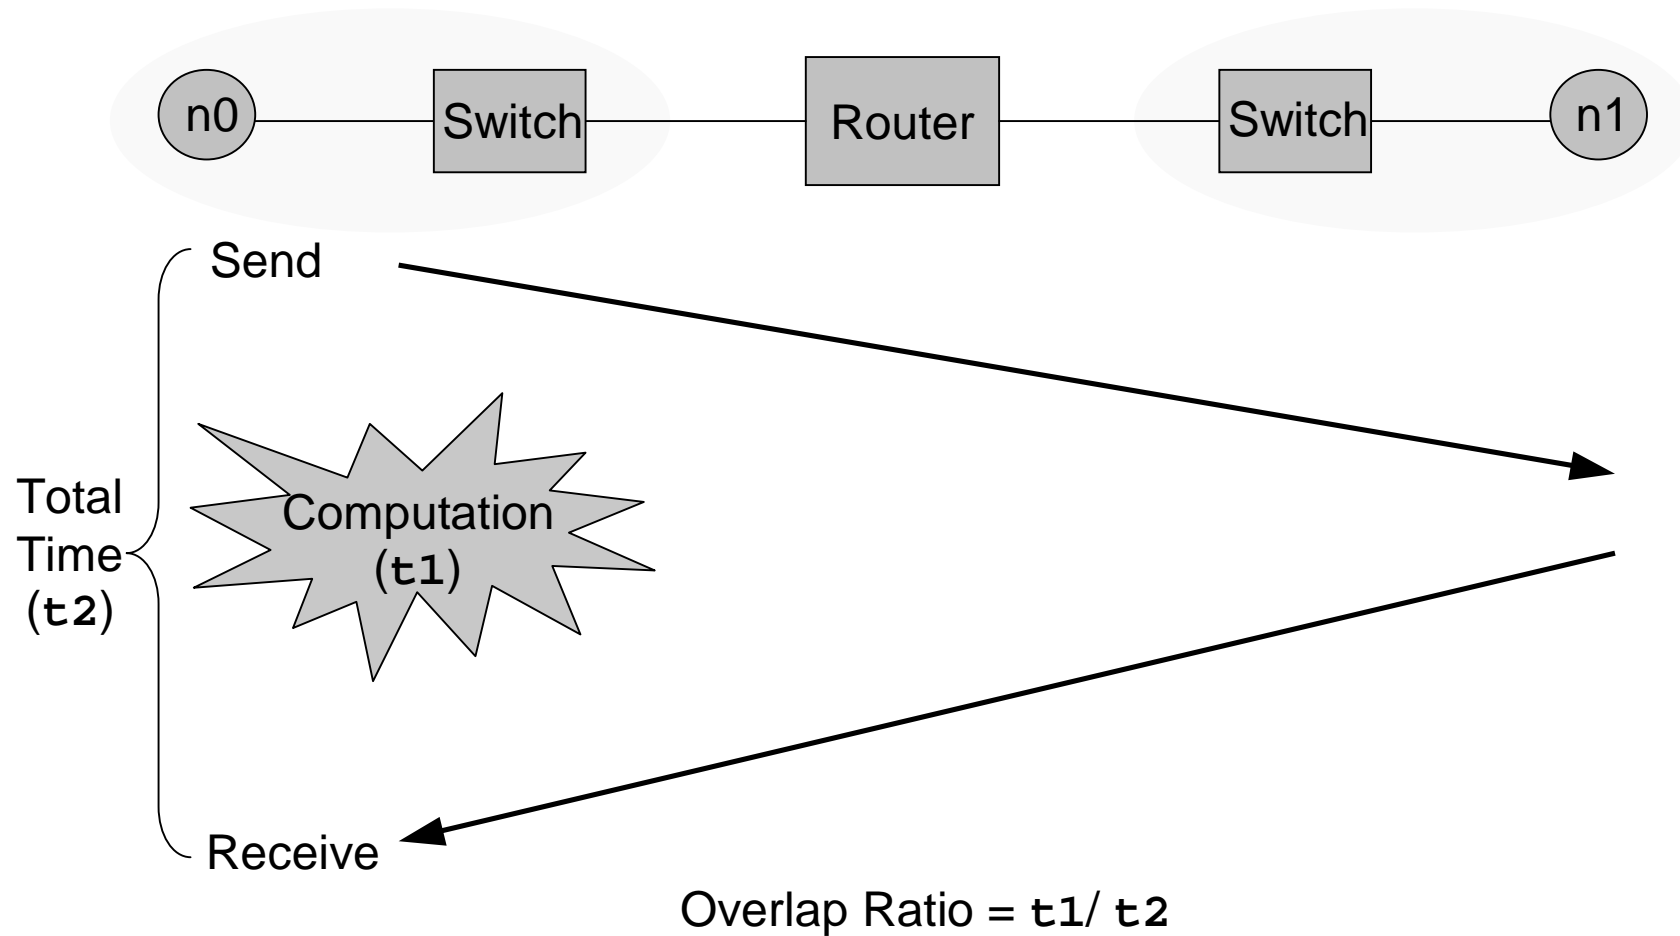 n0
Switch
Router
Switch
n1
Send
Total
Time
(t2)
Computation
(t1)
Receive
Overlap Ratio = t1/ t2